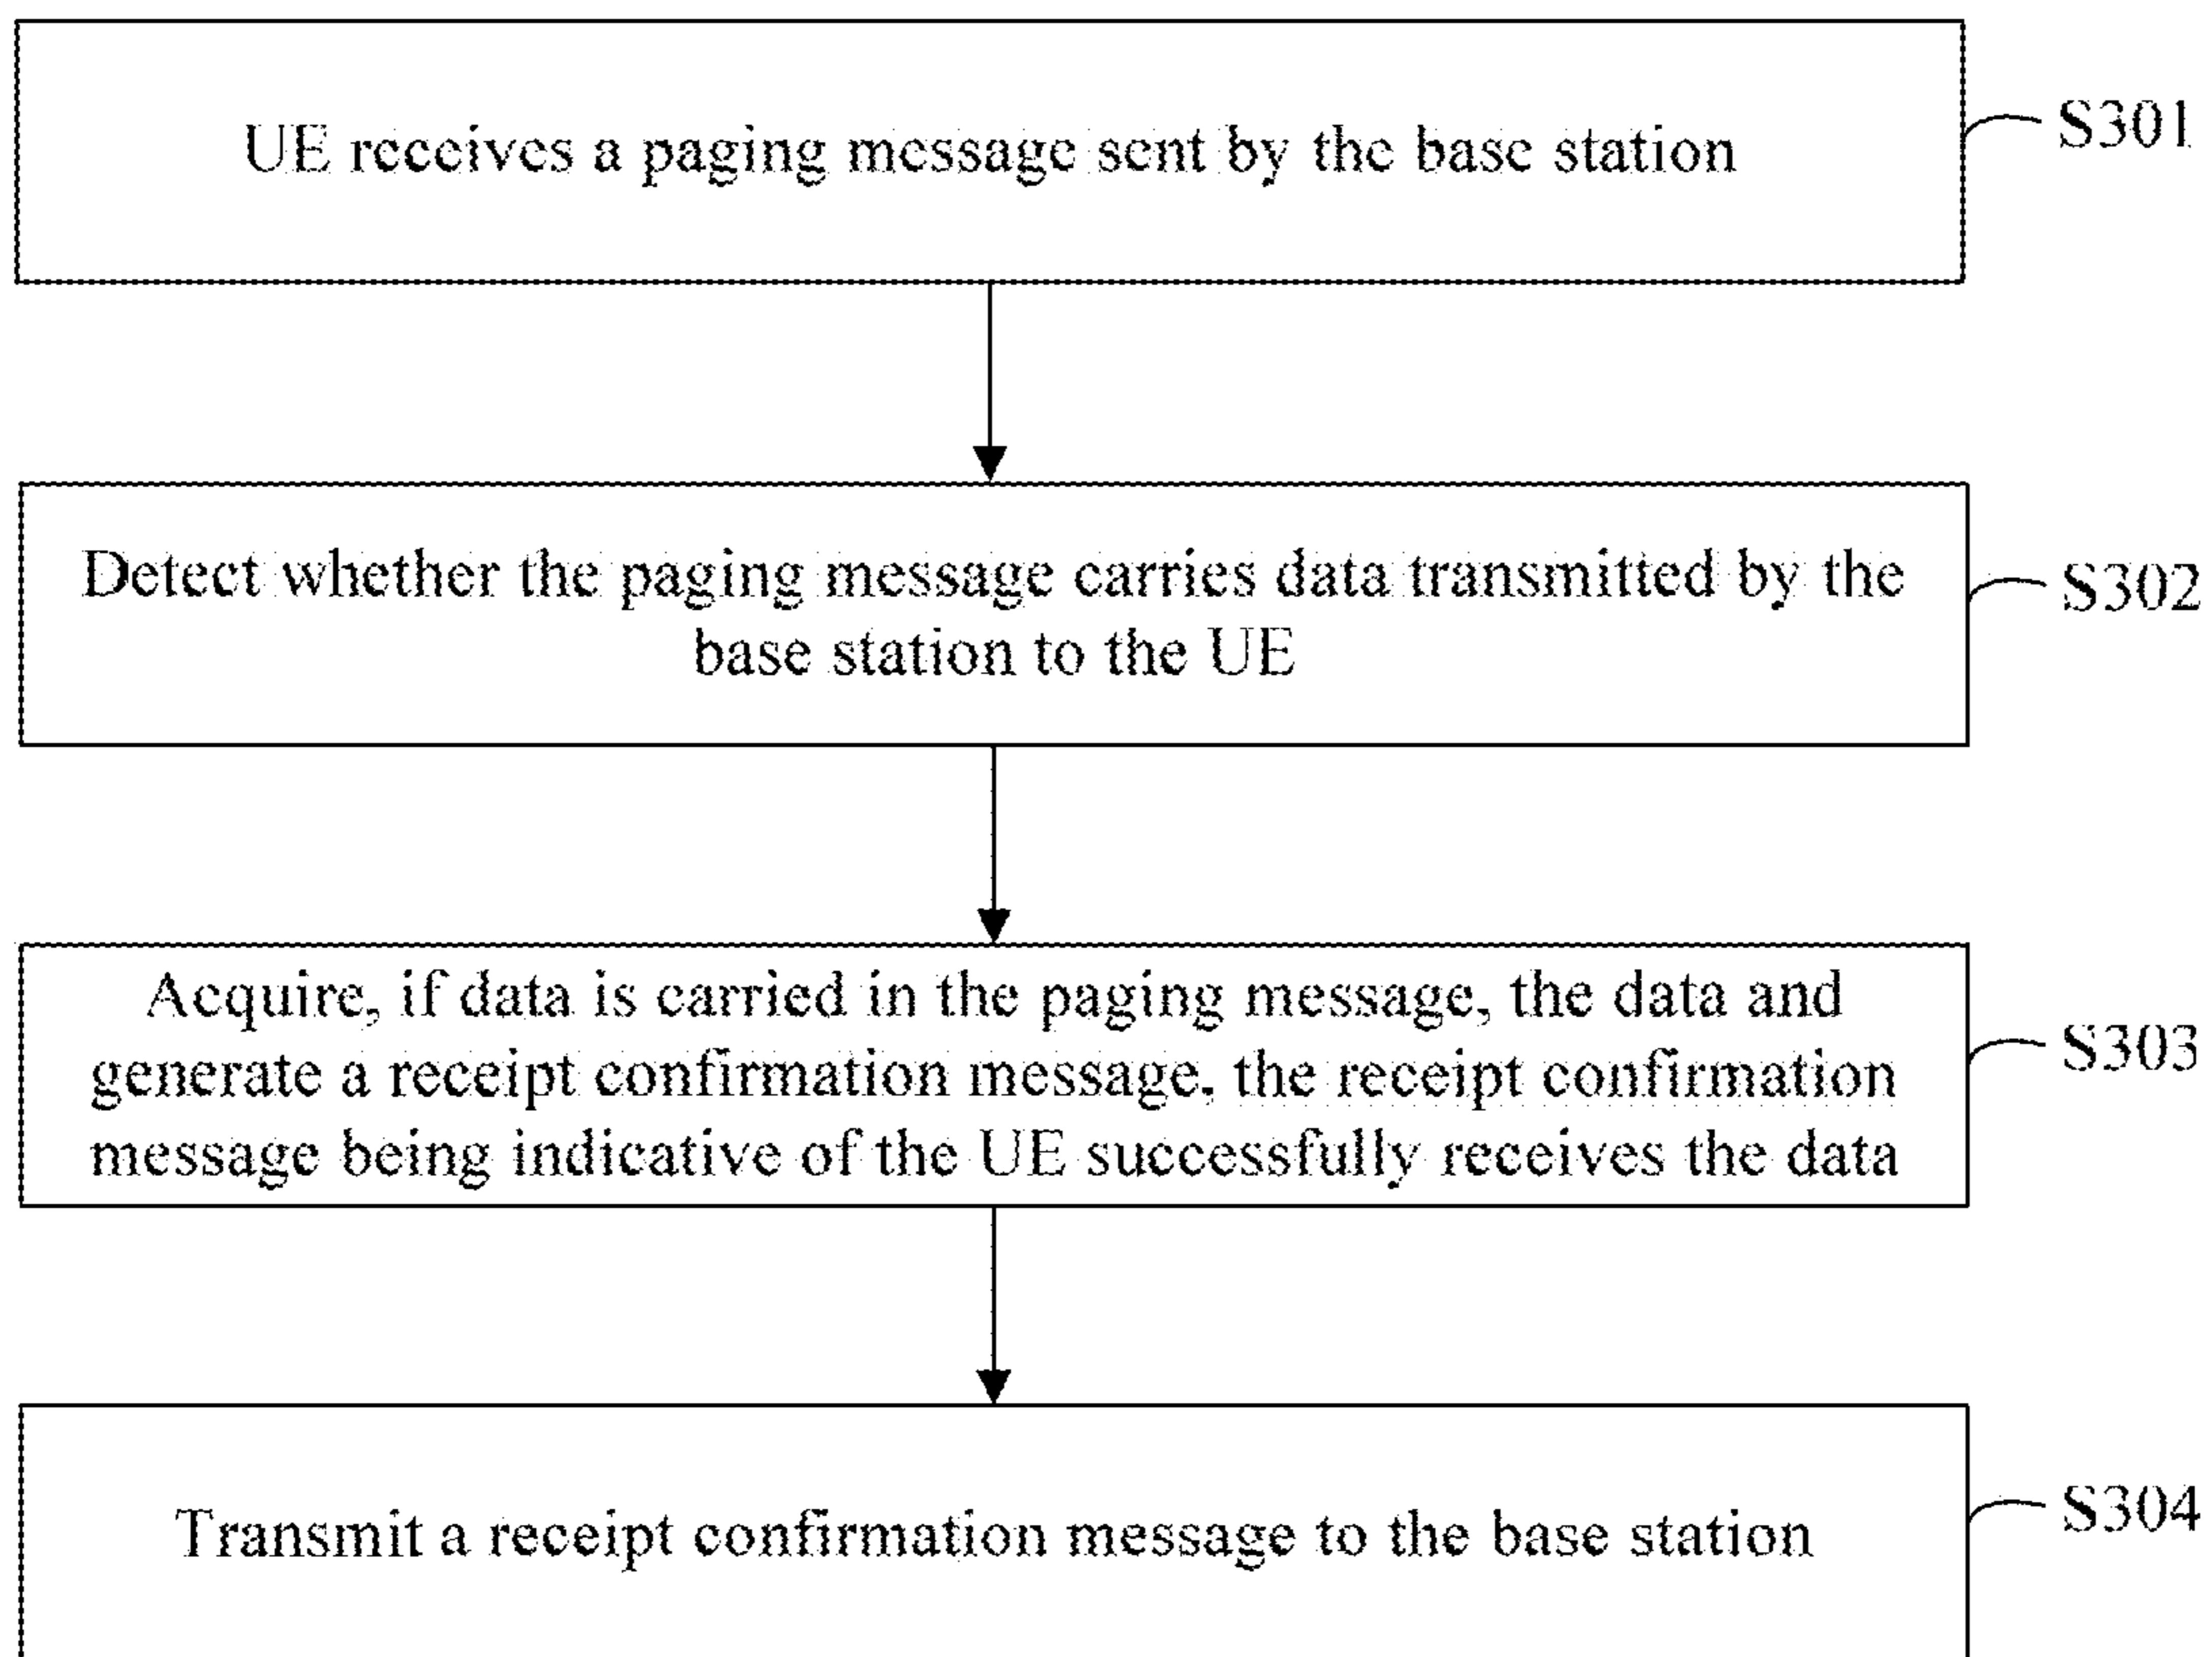 UE receives a paging message sent by the base station
S301
Detect whether the paging message carries data transmitted by the
base station to the UE
S302
Acquire, if data is carried in the paging message, the data and
generate a receipt confirmation message, the receipt confirmation
message being indicative of the UE successfully receives the data
S303
Transmit a receipt confirmation message to the base station
S304